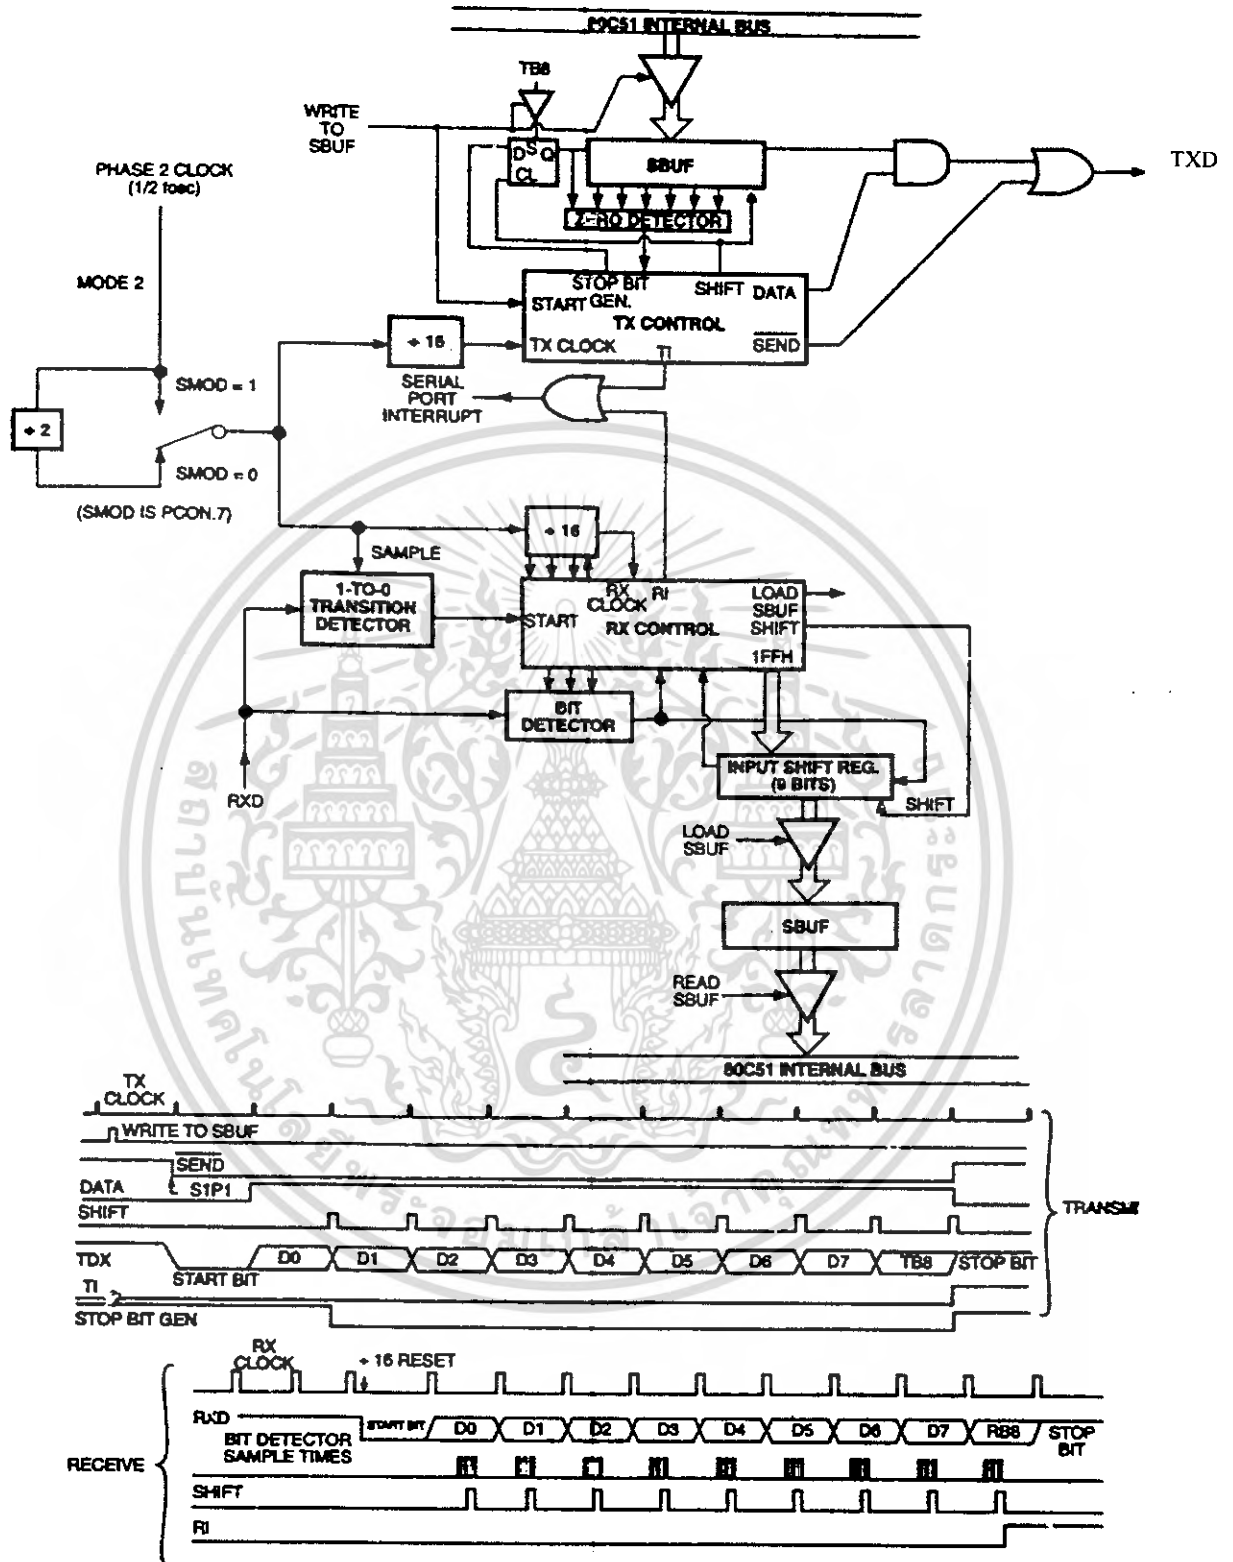 80C51 INTERNAL BUS
TB8
WRITE
TO
SBUF
D S Q
CL
SBUF
TXD
ZERO DETECTOR
PHASE 2 CLOCK
(1/2 fosc)
MODE 2
STOP BIT
GEN.
SHIFT
DATA
START
TX CONTROL
÷ 16
TX CLOCK
TI
SEND
SMOD = 1
SERIAL
PORT
INTERRUPT
÷ 2
SMOD = 0
(SMOD IS PCON.7)
÷ 16
SAMPLE
1-TO-0
TRANSITION
DETECTOR
RX
CLOCK
RI
LOAD
SBUF
START
RX CONTROL
SHIFT
1FFH
BIT
DETECTOR
INPUT SHIFT REG.
(9 BITS)
RXD
SHIFT
LOAD
SBUF
SBUF
READ
SBUF
80C51 INTERNAL BUS
TX
CLOCK
WRITE TO SBUF
SEND
DATA
S1P1
SHIFT
TRANSMI
TDX
START BIT
D0
D1
D2
D3
D4
D5
D6
D7
TB8
STOP BIT
TI
STOP BIT GEN
RX
CLOCK
÷ 16 RESET
RXD
START BIT
D0
D1
D2
D3
D4
D5
D6
D7
RB8
STOP
BIT
BIT DETECTOR
SAMPLE TIMES
RECEIVE
SHIFT
RI